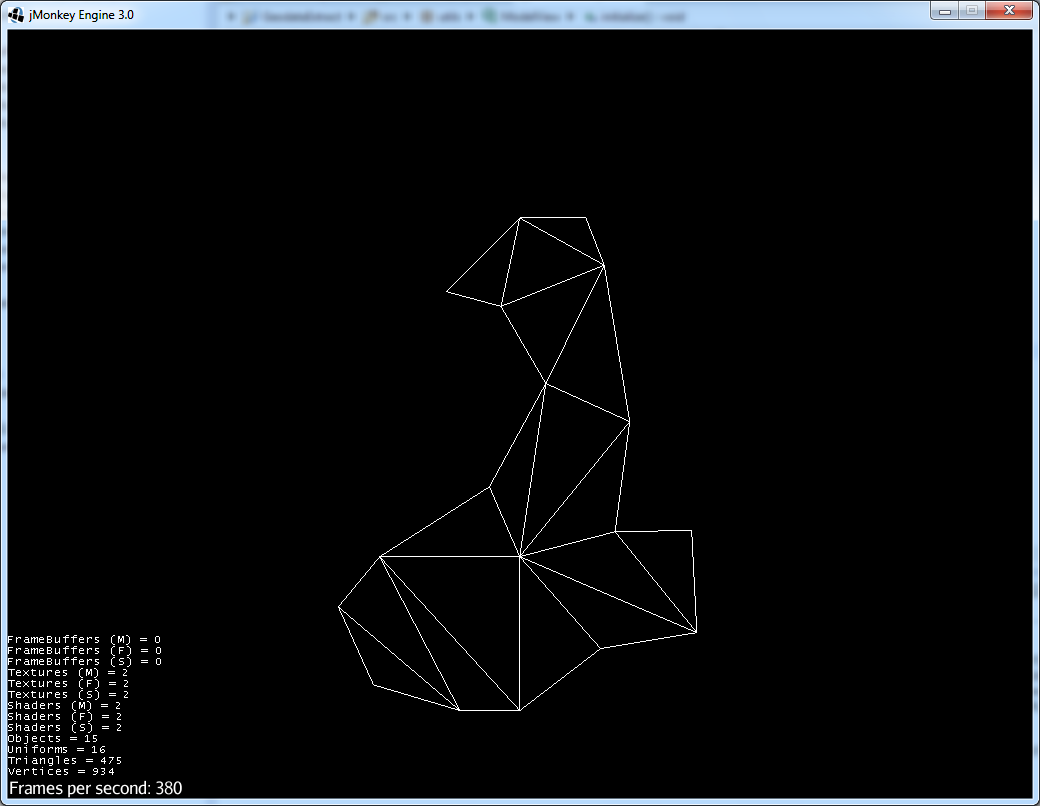 jMonkey Engine 3.0
FrameBuffers (M) = 0
FrameBuffers (F) = 0
FrameBuffers (S) = 0
Textures (M) = 2
Textures (F) = 2
Textures (S) = 2
Shaders (M) = 2
Shaders (F) = 2
Shaders (S) = 2
Objects = 15
Uniforms = 16
Triangles = 475
Vertices = 934
Frames per second: 380